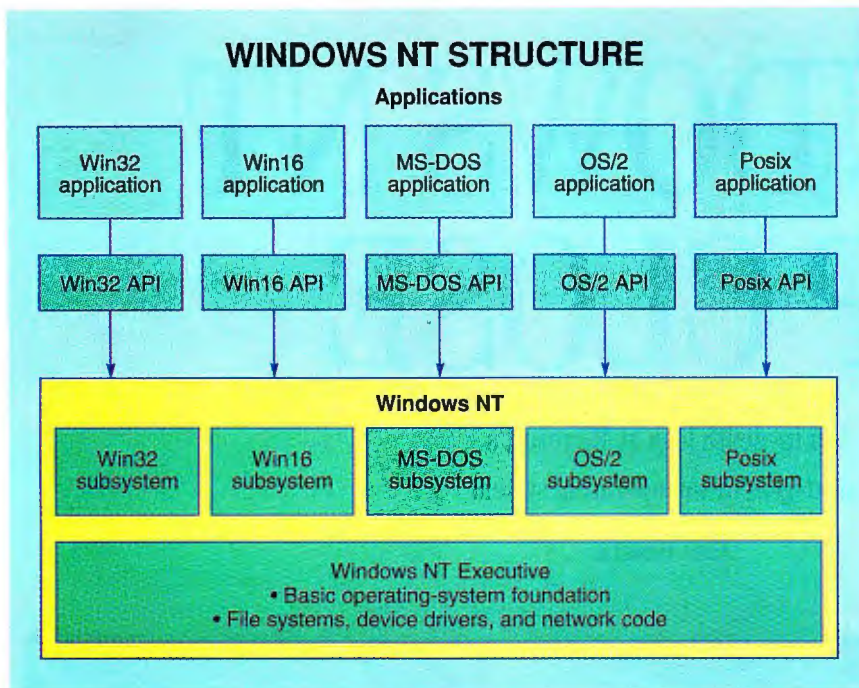 WINDOWS NT STRUCTURE
Applications
Win32
application
Win16
application
MS-DOS
application
OS/2
application
Posix
application
Win32 API
Win16 API
MS-DOS API
OS/2 API
Posix API
Windows NT
Win32
subsystem
Win16
subsystem
MS-DOS
subsystem
OS/2
subsystem
Posix
subsystem
Windows NT Executive
• Basic operating-system foundation
• File systems, device drivers, and network code